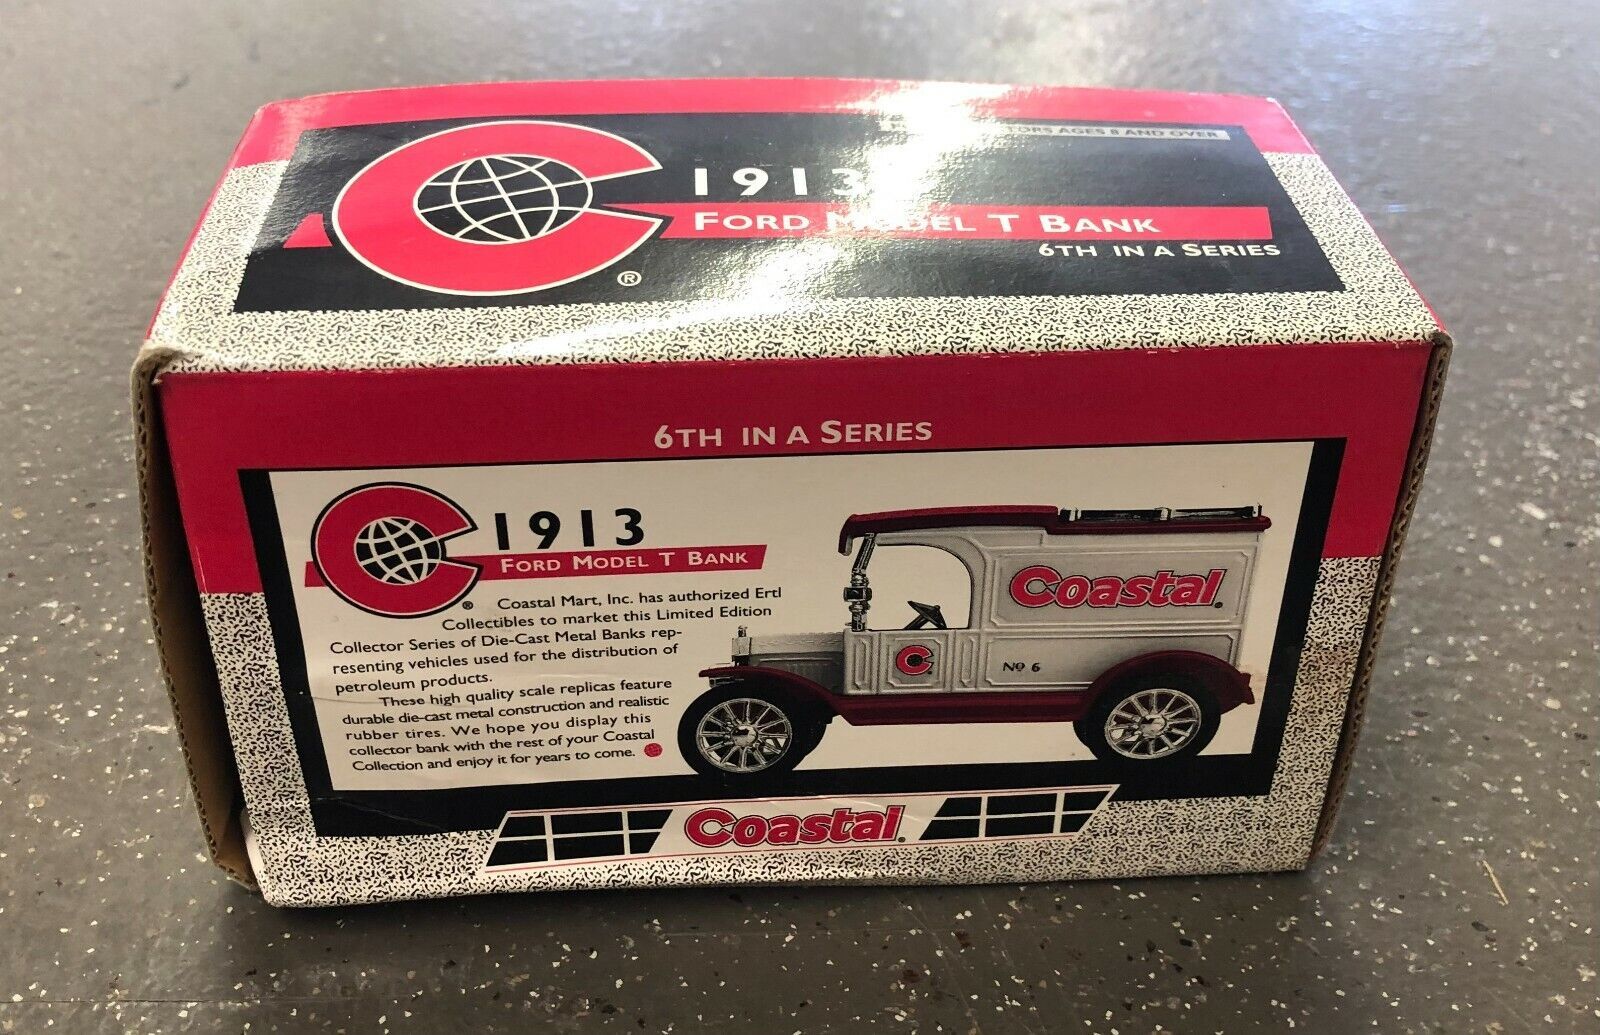 TORS AGES 8 AND OVER
1913
FORD MODEL T BANK
6TH IN A SERIES
®
6TH IN A SERIES
1913
FORD MODEL T BANK
®
Coastal Mart, Inc. has authorized Ertl
Collectibles to market this Limited Edition
Collector Series of Die-Cast Metal Banks rep-
resenting vehicles used for the distribution of
petroleum products.
These high quality scale replicas feature
durable die-cast metal construction and realistic
rubber tires. We hope you display this
collector bank with the rest of your Coastal
Collection and enjoy it for years to come.
Coastal®
C®
No 6
Coastal®